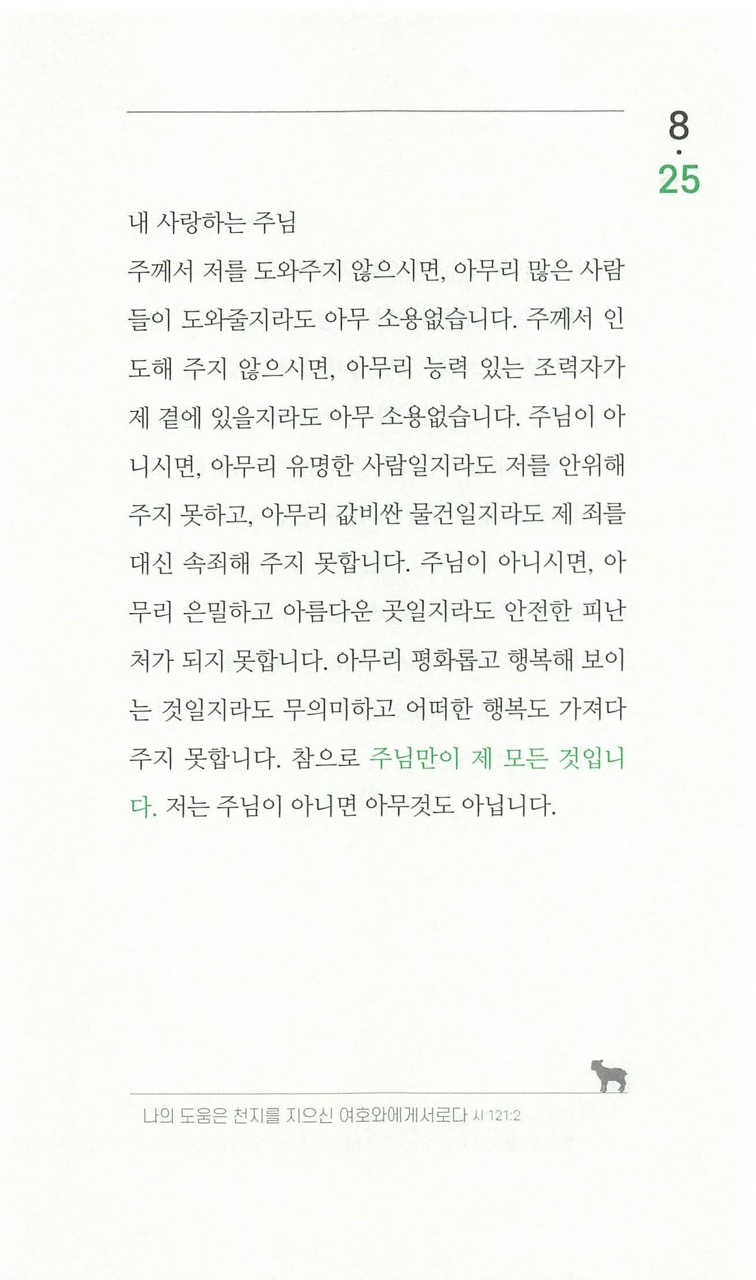 8
·
25
내 사랑하는 주님
주께서 저를 도와주지 않으시면, 아무리 많은 사람
들이 도와줄지라도 아무 소용없습니다. 주께서 인
도해 주지 않으시면, 아무리 능력 있는 조력자가
제 곁에 있을지라도 아무 소용없습니다. 주님이 아
니시면, 아무리 유명한 사람일지라도 저를 안위해
주지 못하고, 아무리 값비싼 물건일지라도 제 죄를
대신 속죄해 주지 못합니다. 주님이 아니시면, 아
무리 은밀하고 아름다운 곳일지라도 안전한 피난
처가 되지 못합니다. 아무리 평화롭고 행복해 보이
는 것일지라도 무의미하고 어떠한 행복도 가져다
주지 못합니다. 참으로 주님만이 제 모든 것입니
다. 저는 주님이 아니면 아무것도 아닙니다.
나의 도움은 천지를 지으신 여호와에게서로다 시 121:2